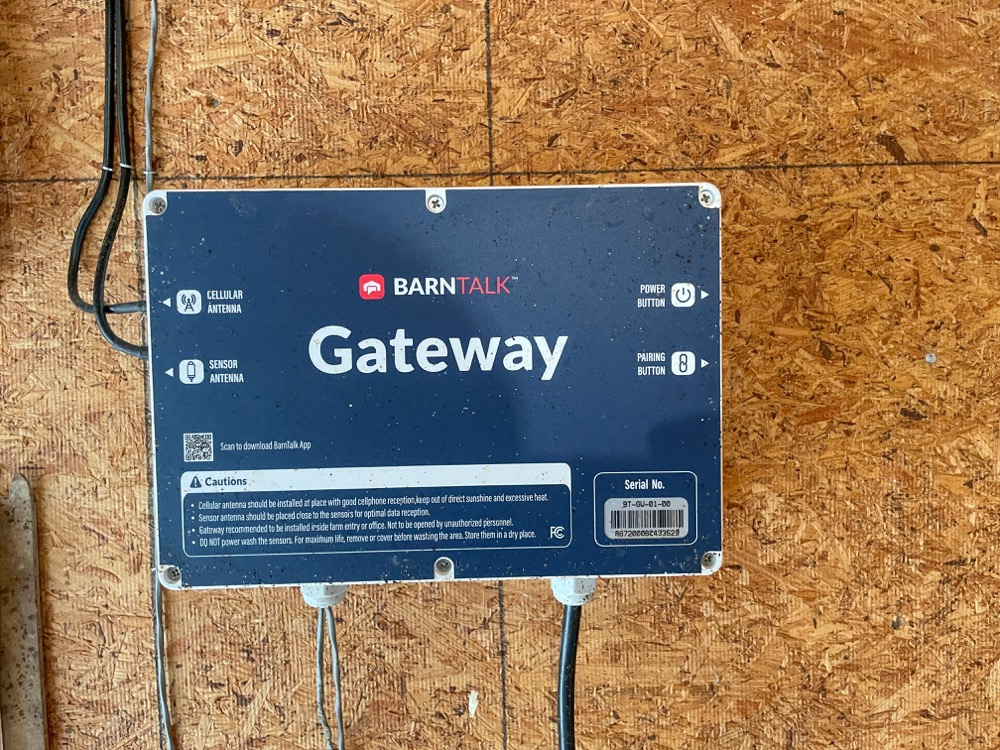 BARNTALK™
Gateway
CELLULAR
ANTENNA
SENSOR
ANTENNA
POWER
BUTTON
PAIRING
BUTTON
Scan to download BarnTalk App
Cautions
• Cellular antenna should be installed at place with good cellphone reception,keep out of direct sunshine and excessive heat.
• Sensor antenna should be placed close to the sensors for optimal data reception.
• Gateway recommended to be installed inside farm entry or office. Not to be opened by unauthorized personnel.
• DO NOT power wash the sensors. For maximum life, remove or cover before washing the area. Store them in a dry place.
FC
Serial No.
BT-GW-01-00